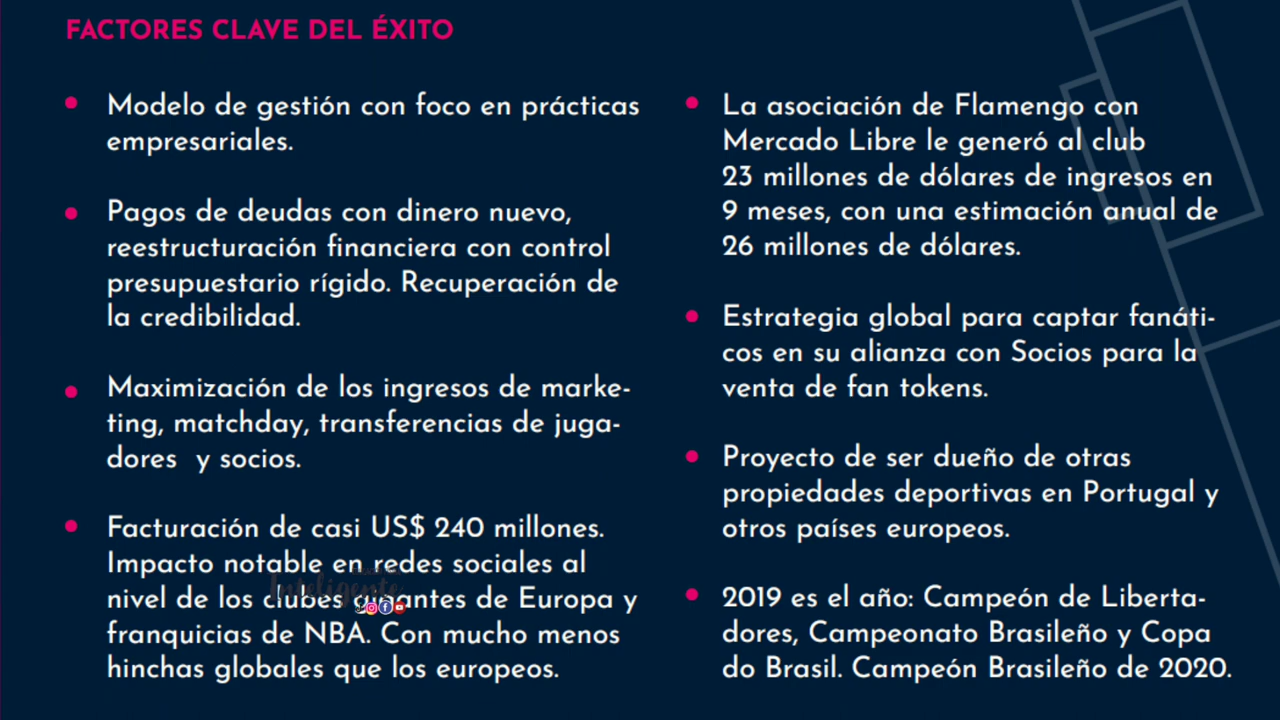 FACTORES CLAVE DEL ÉXITO
Modelo de gestión con foco en prácticas
empresariales.
Pagos de deudas con dinero nuevo,
reestructuración financiera con control
presupuestario rígido. Recuperación de
la credibilidad.
Maximización de los ingresos de marke-
ting, matchday, transferencias de juga-
dores y socios.
Facturación de casi US$ 240 millones.
Impacto notable en redes sociales al
nivel de los clubes gigantes de Europa y
franquicias de NBA. Con mucho menos
hinchas globales que los europeos.
Inteligente
La asociación de Flamengo con
Mercado Libre le generó al club
23 millones de dólares de ingresos en
9 meses, con una estimación anual de
26 millones de dólares.
Estrategia global para captar fanáti-
cos en su alianza con Socios para la
venta de fan tokens.
Proyecto de ser dueño de otras
propiedades deportivas en Portugal y
otros países europeos.
2019 es el año: Campeón de Liberta-
dores, Campeonato Brasileño y Copa
do Brasil. Campeón Brasileño de 2020.